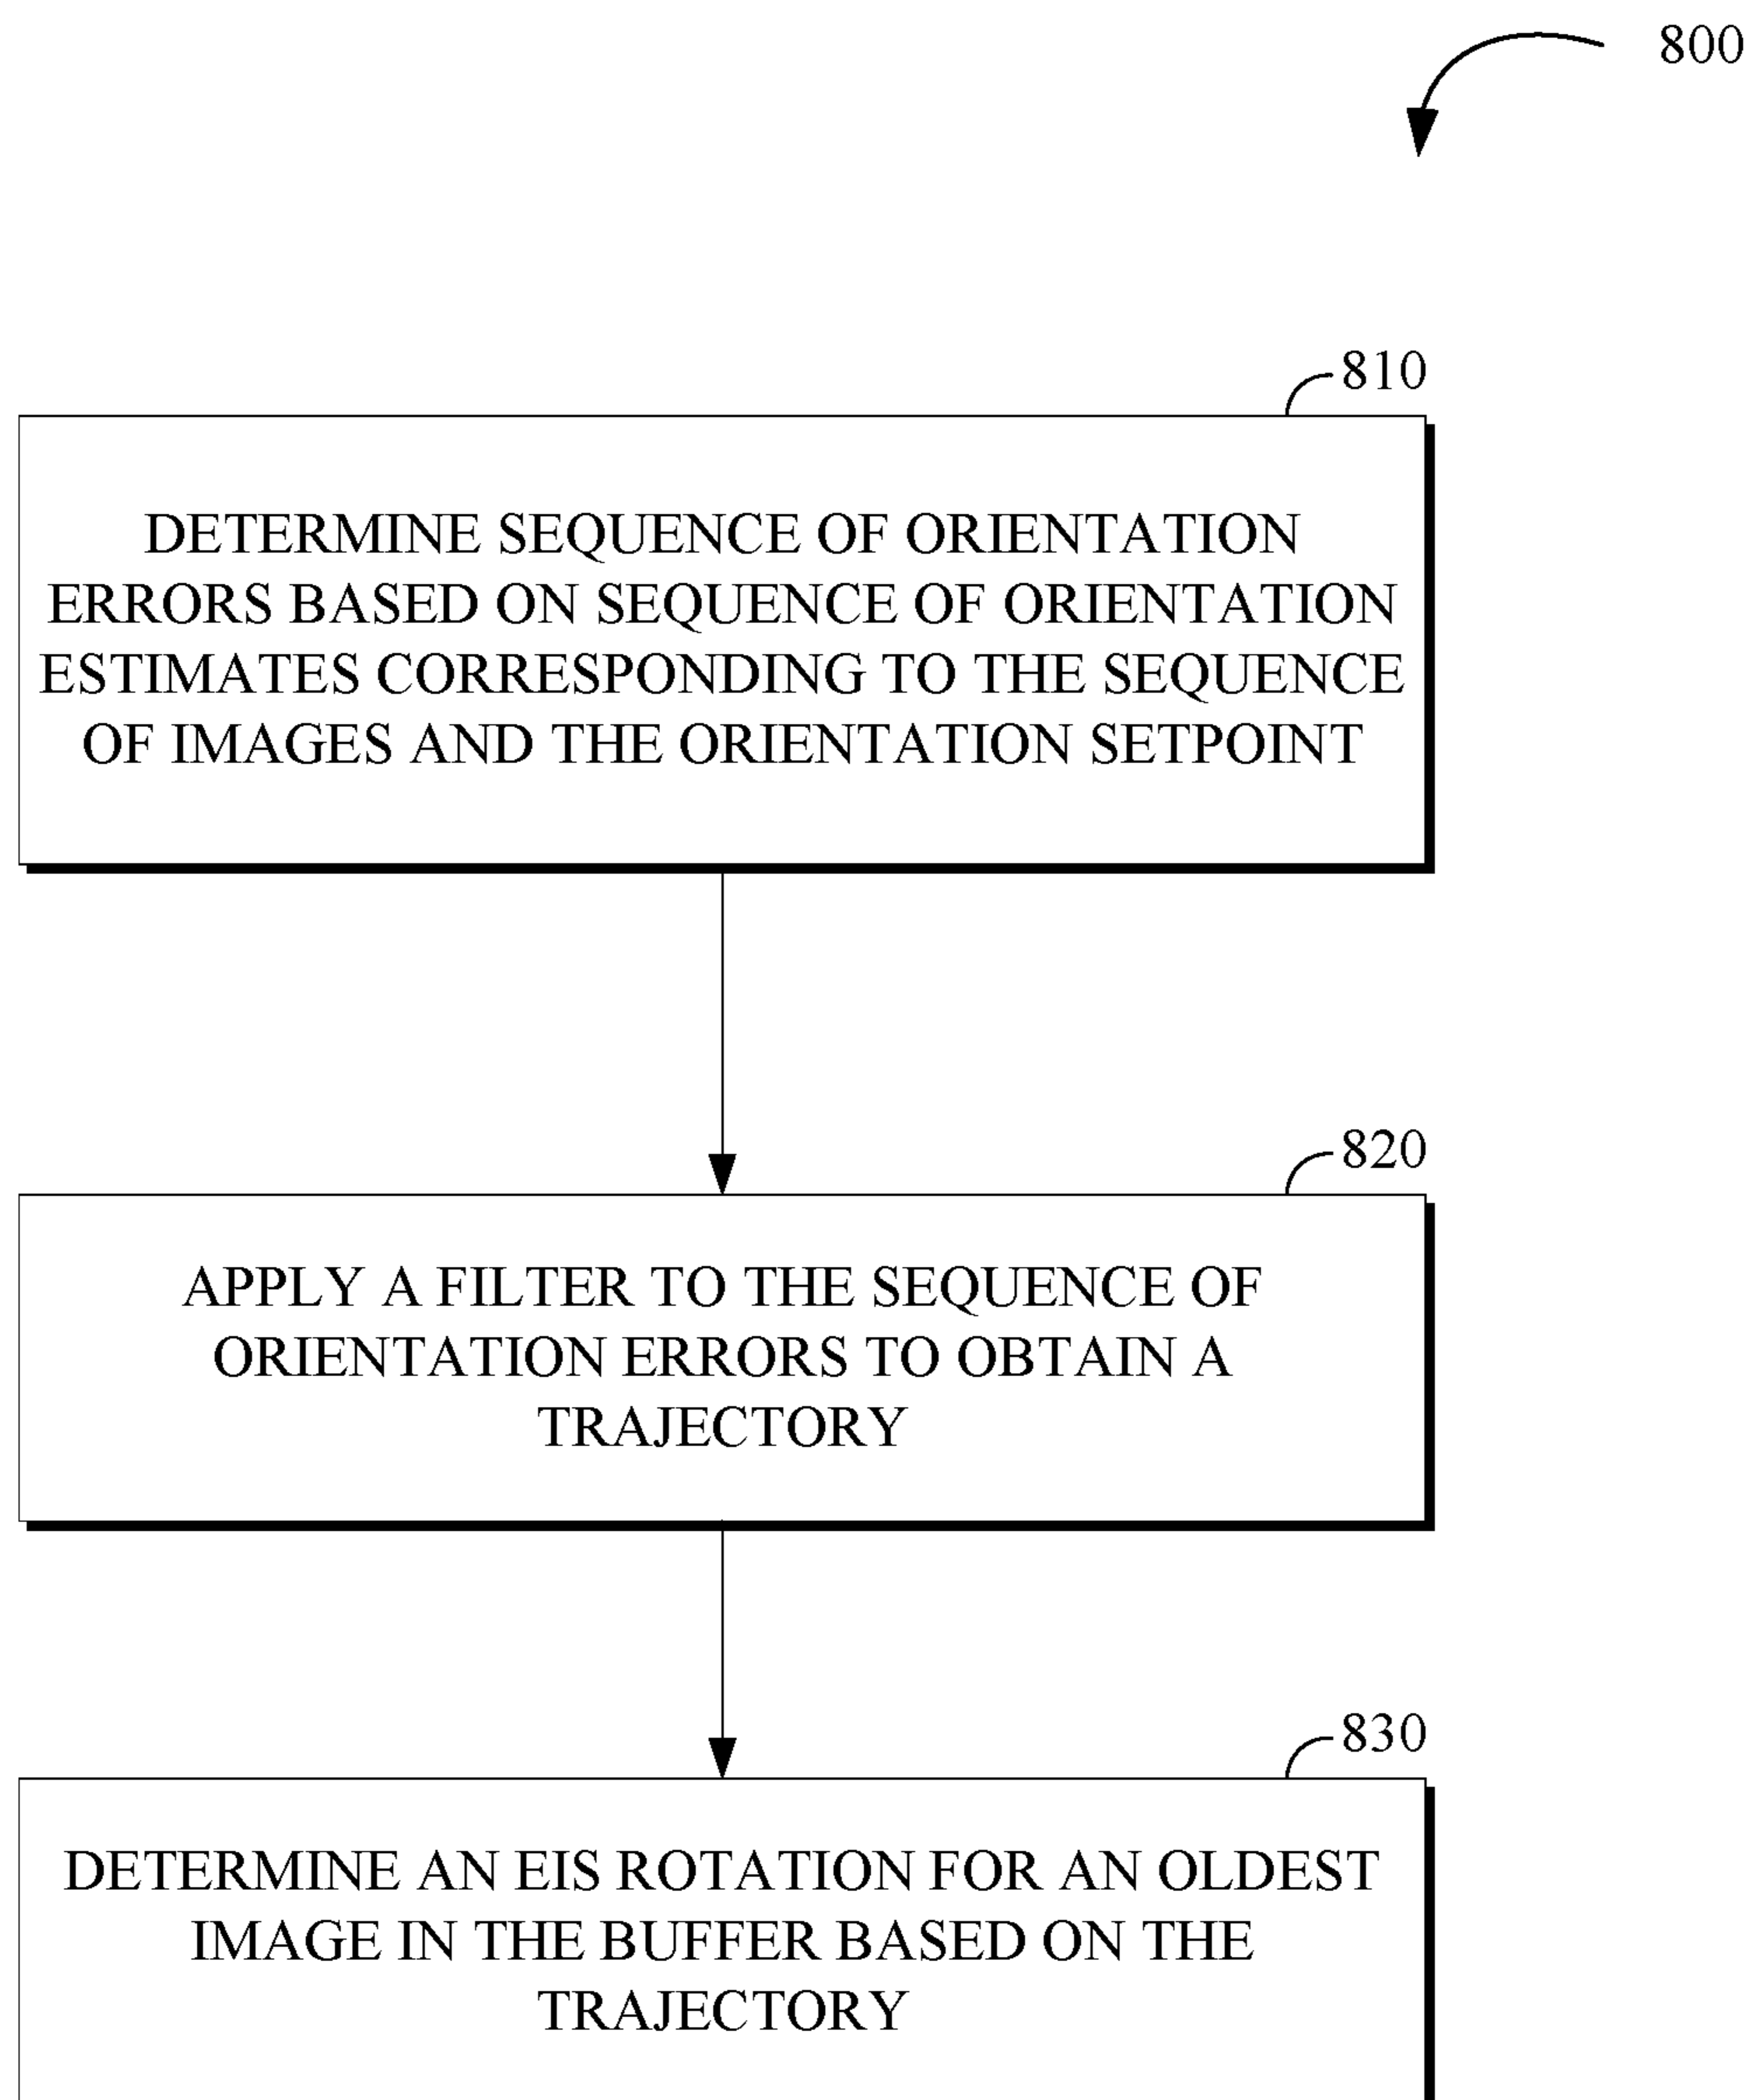 800
810
DETERMINE SEQUENCE OF ORIENTATION
ERRORS BASED ON SEQUENCE OF ORIENTATION
ESTIMATES CORRESPONDING TO THE SEQUENCE
OF IMAGES AND THE ORIENTATION SETPOINT
820
APPLY A FILTER TO THE SEQUENCE OF
ORIENTATION ERRORS TO OBTAIN A
TRAJECTORY
830
DETERMINE AN EIS ROTATION FOR AN OLDEST
IMAGE IN THE BUFFER BASED ON THE
TRAJECTORY